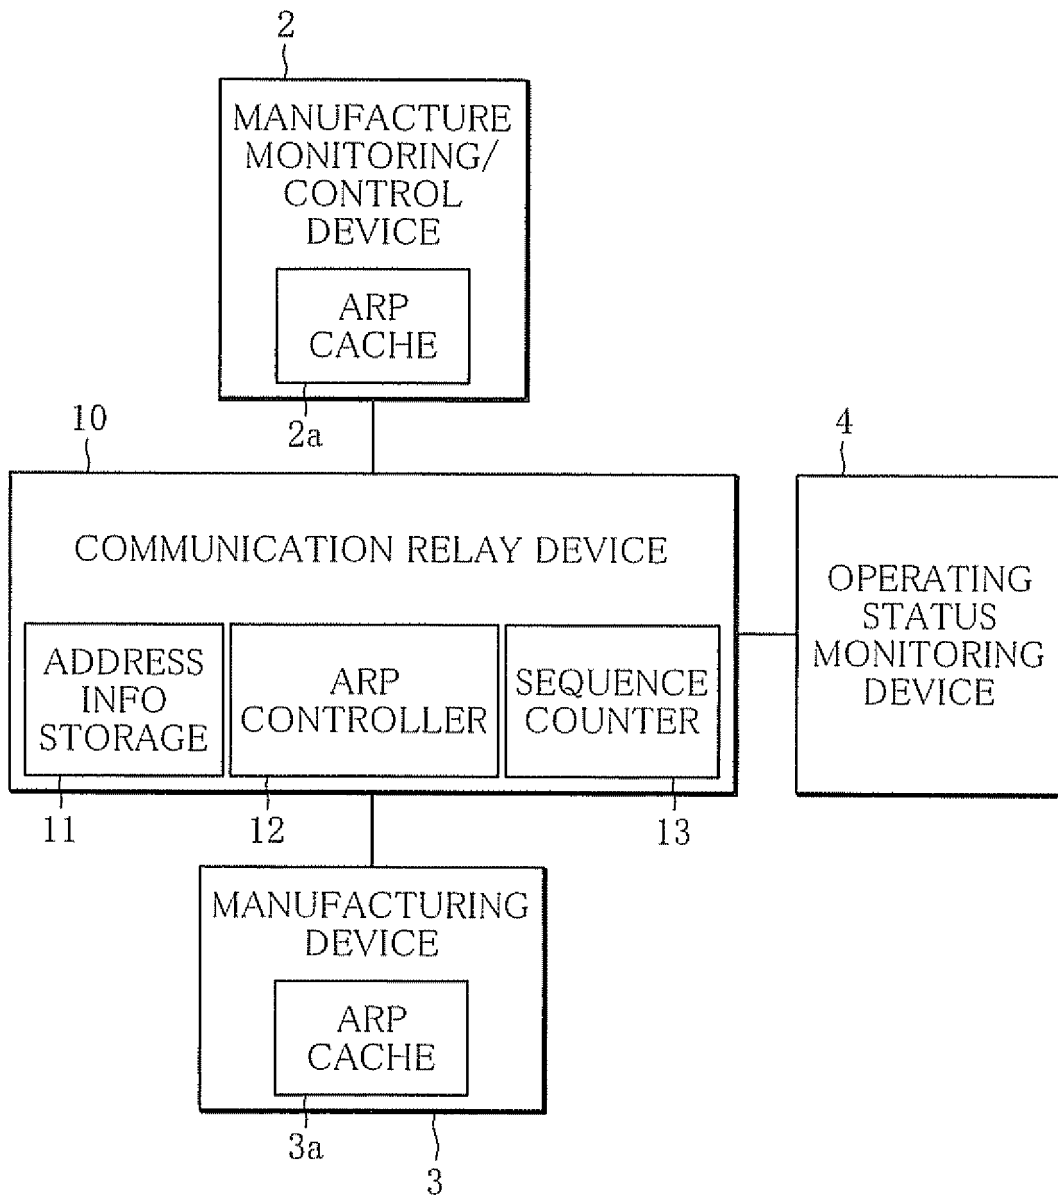 2
MANUFACTURE
MONITORING/
CONTROL
DEVICE
ARP
CACHE
2a
10
4
COMMUNICATION RELAY DEVICE
ADDRESS
INFO
STORAGE
ARP
CONTROLLER
SEQUENCE
COUNTER
OPERATING
STATUS
MONITORING
DEVICE
11
12
13
MANUFACTURING
DEVICE
ARP
CACHE
3a
3